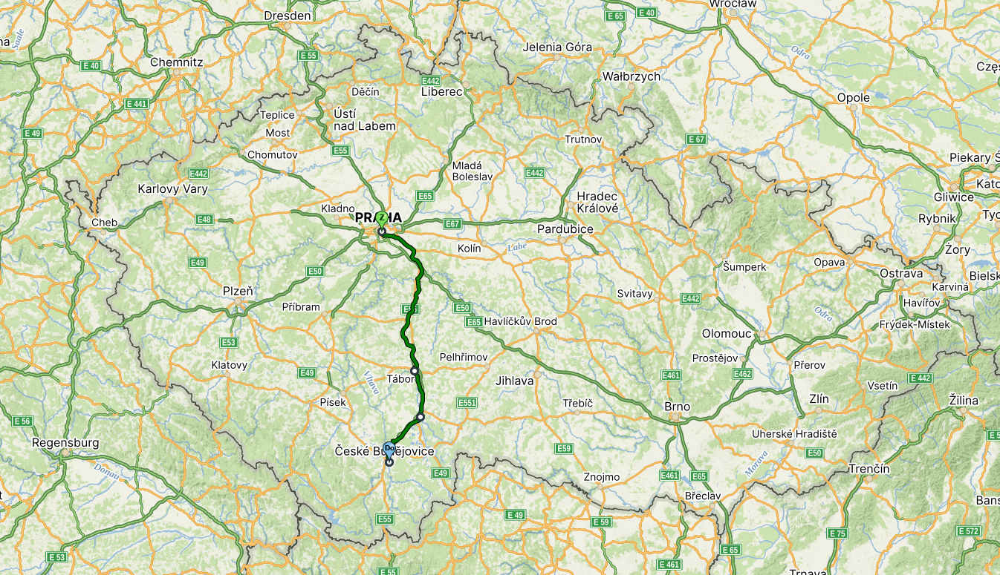 Wrocław
E 65
E 40
Dresden
Saale
E 55
Jelenia Góra
Odra
Chemnitz
E 40
Wałbrzych
E442
Liberec
Děčín
Opole
E 441
Teplice
Ústí
nad Labem
Most
E 49
Trutnov
E 67
Chomutov
E55
Mladá
Boleslav
E442
E442
Piekary Ś
Karlovy Vary
E65
Hradec
Králové
Gliwice
Kladno
PRAHA
Z
E48
Cheb
E67
Rybnik
Pardubice
Kolín
Labe
Żory
E49
E50
Šumperk
Opava
Ostrava
Karviná
Plzeň
Svitavy
E442
Havířov
Příbram
E50
E65
Havlíčkův Brod
Odra
Frýdek-Místek
Olomouc
E53
Klatovy
Pelhřimov
Prostějov
Přerov
E49
E461
E462
E 442
Vltava
Tábor
Jihlava
Vsetín
Písek
E551
Třebíč
Brno
Zlín
Žilina
E 56
Regensburg
Uherské Hradiště
Do
České Budějovice
E59
E50
Donau
E49
Znojmo
E461
E65
Morava
Trenčín
Břeclav
E55
E 49
E 59
E 75
E 572
E 53
E 65
E 55
E 461
Trnava